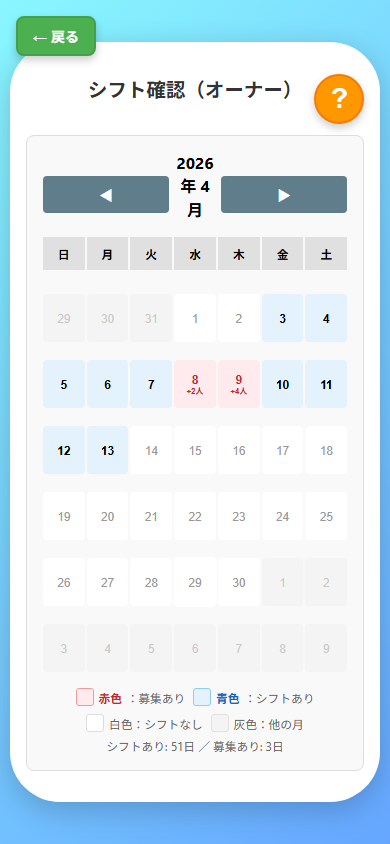 ← 戻る
シフト確認（オーナー）
?
◀ 2026年 4月 ▶
日 月 火 水 木 金 土
29 30 31 1 2 3 4
5 6 7 8 +2人 9 +4人 10 11
12 13 14 15 16 17 18
19 20 21 22 23 24 25
26 27 28 29 30 1 2
3 4 5 6 7 8 9
赤色 ：募集あり 青色 ：シフトあり
白色：シフトなし 灰色：他の月
シフトあり: 51日 ／ 募集あり: 3日